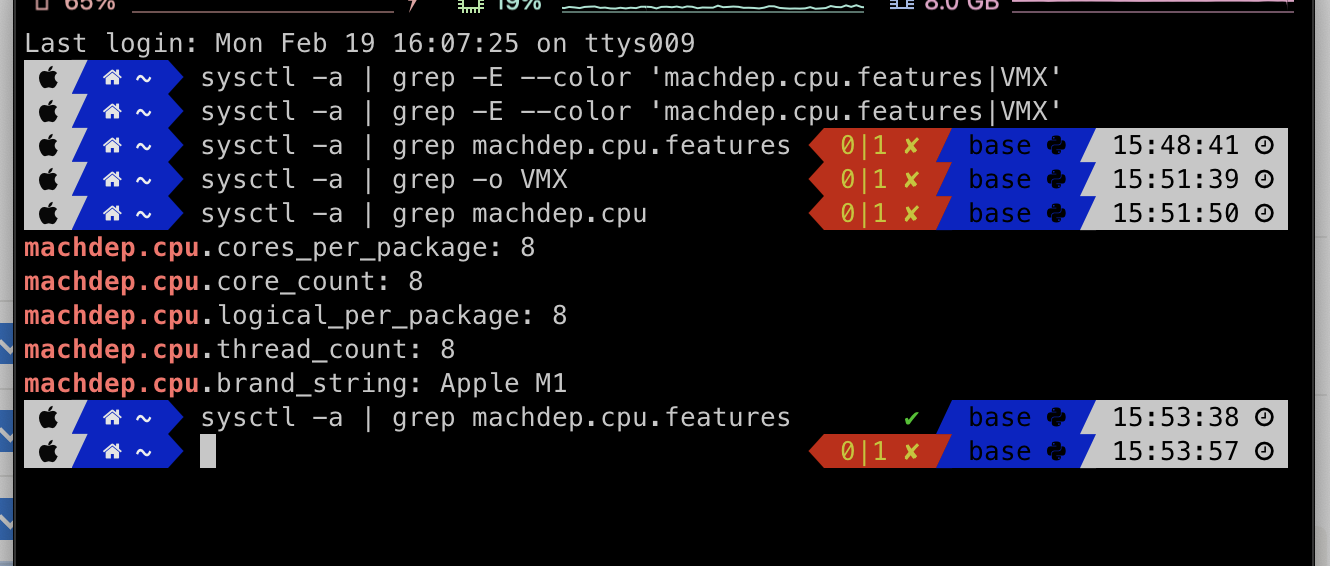 65% 19% 8.0 GB
Last login: Mon Feb 19 16:07:25 on ttys009
~ sysctl -a | grep -E --color 'machdep.cpu.features|VMX'
~ sysctl -a | grep -E --color 'machdep.cpu.features|VMX'
~ sysctl -a | grep machdep.cpu.features 0|1 ✘ base 15:48:41
~ sysctl -a | grep -o VMX 0|1 ✘ base 15:51:39
~ sysctl -a | grep machdep.cpu 0|1 ✘ base 15:51:50
machdep.cpu.cores_per_package: 8
machdep.cpu.core_count: 8
machdep.cpu.logical_per_package: 8
machdep.cpu.thread_count: 8
machdep.cpu.brand_string: Apple M1
~ sysctl -a | grep machdep.cpu.features ✔ base 15:53:38
~ 0|1 ✘ base 15:53:57